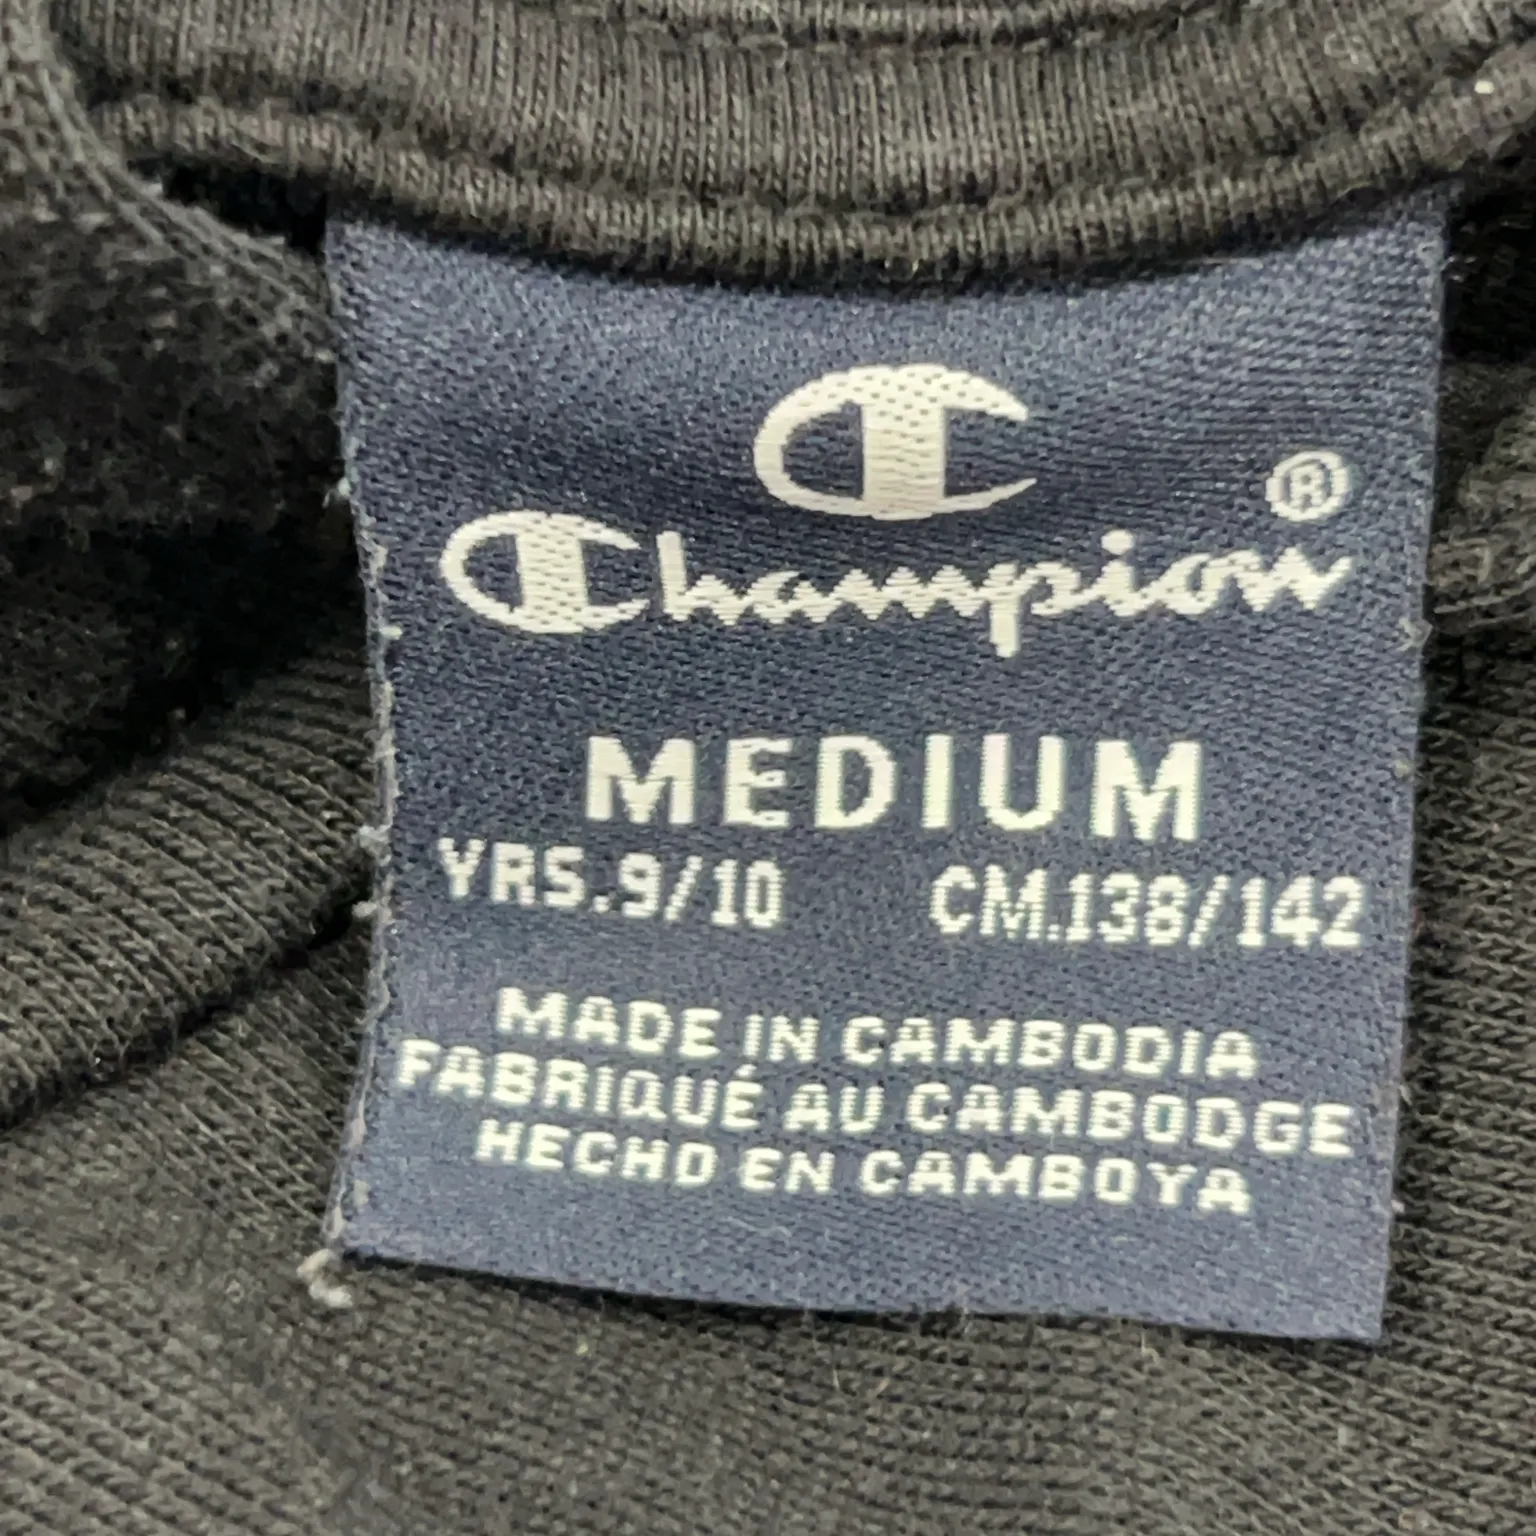 Champion®
MEDIUM
YRS.9/10 CM.138/142
MADE IN CAMBODIA
FABRIQUÉ AU CAMBODGE
HECHO EN CAMBOYA